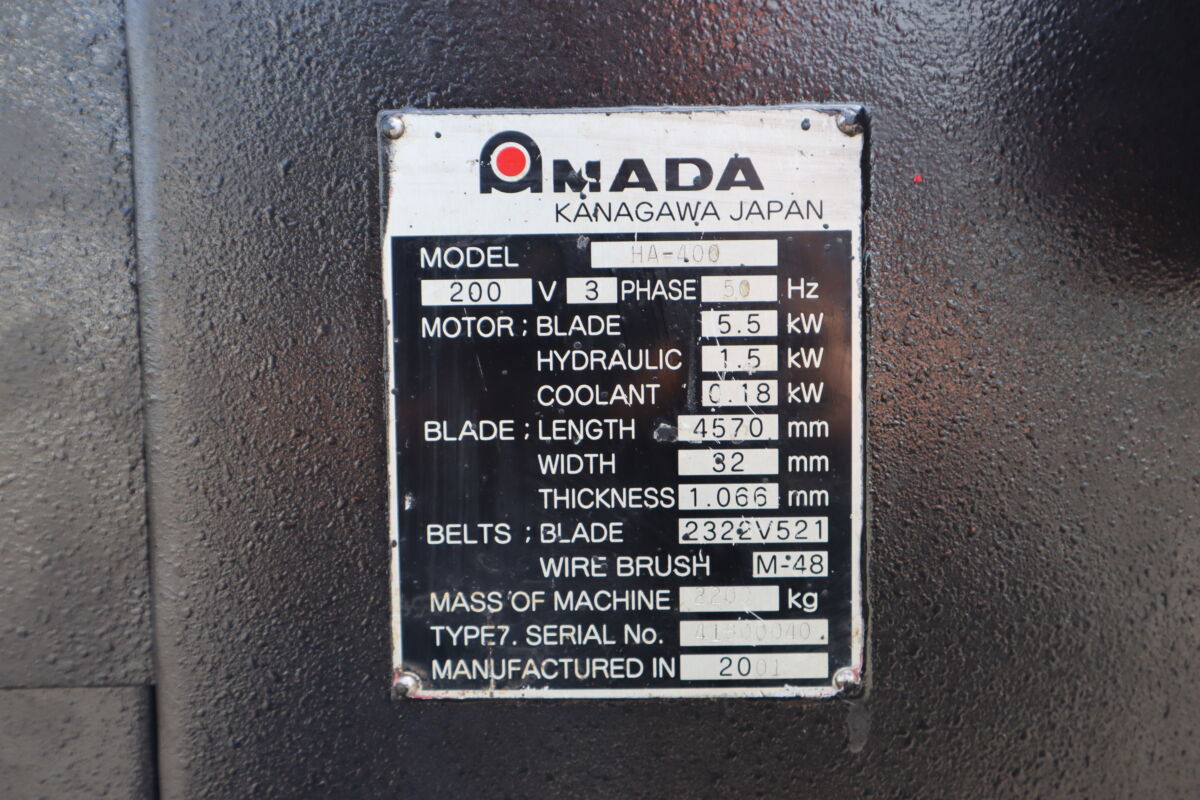 AMADA
KANAGAWA JAPAN
MODEL HA-400
200 V 3 PHASE 50 Hz
MOTOR; BLADE 5.5 kW
HYDRAULIC 1.5 kW
COOLANT 0.18 kW
BLADE; LENGTH 4570 mm
WIDTH 32 mm
THICKNESS 1.066 mm
BELTS; BLADE 2322V521
WIRE BRUSH M-48
MASS OF MACHINE kg
TYPE7. SERIAL No.
MANUFACTURED IN 2001